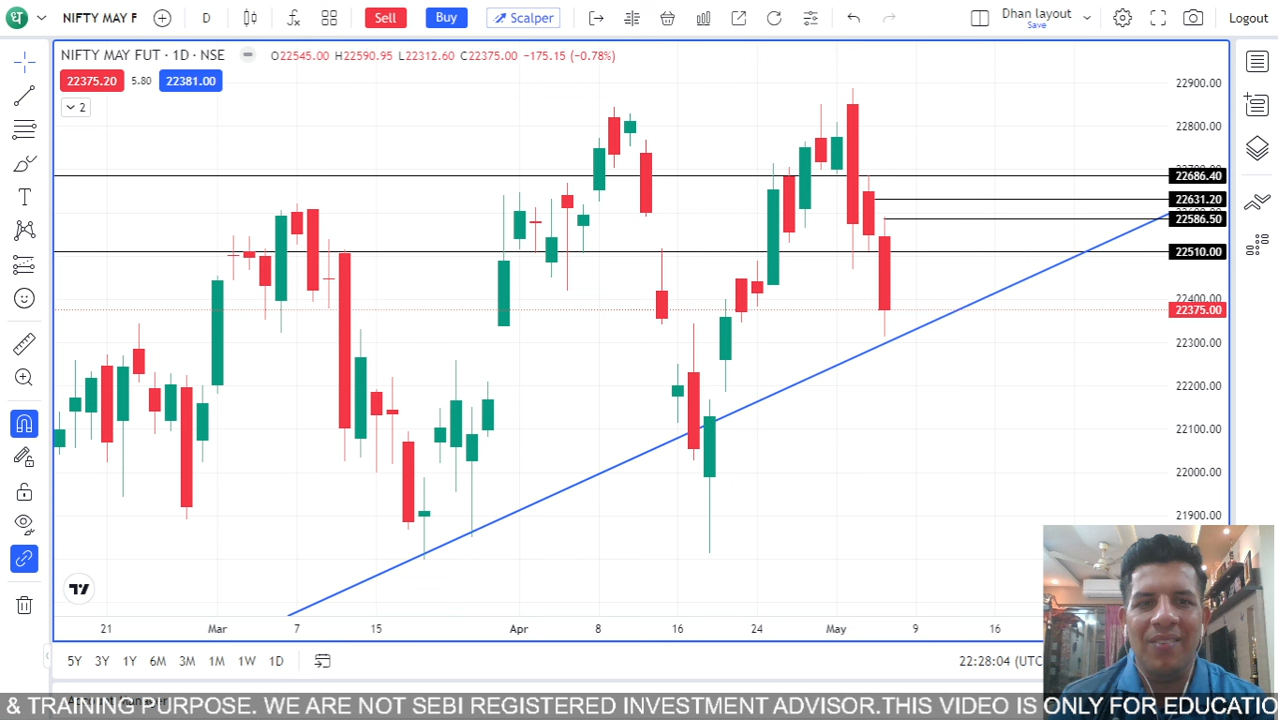 ध NIFTY MAY F D Sell Buy Scalper Dhan layout Save Logout
NIFTY MAY FUT · 1D · NSE O22545.00 H22590.95 L22312.60 C22375.00 −175.15 (−0.78%)
22375.20 5.80 22381.00
2
22900.00
22800.00
22686.40
22631.20
22586.50
22510.00
22400.00
22375.00
22300.00
22200.00
22100.00
22000.00
21900.00
21 Mar 7 15 Apr 8 16 24 May 9 16
5Y 3Y 1Y 6M 3M 1M 1W 1D 22:28:04 (UTC
& TRAINING PURPOSE. WE ARE NOT SEBI REGISTERED INVESTMENT ADVISOR.THIS VIDEO IS ONLY FOR EDUCATIO